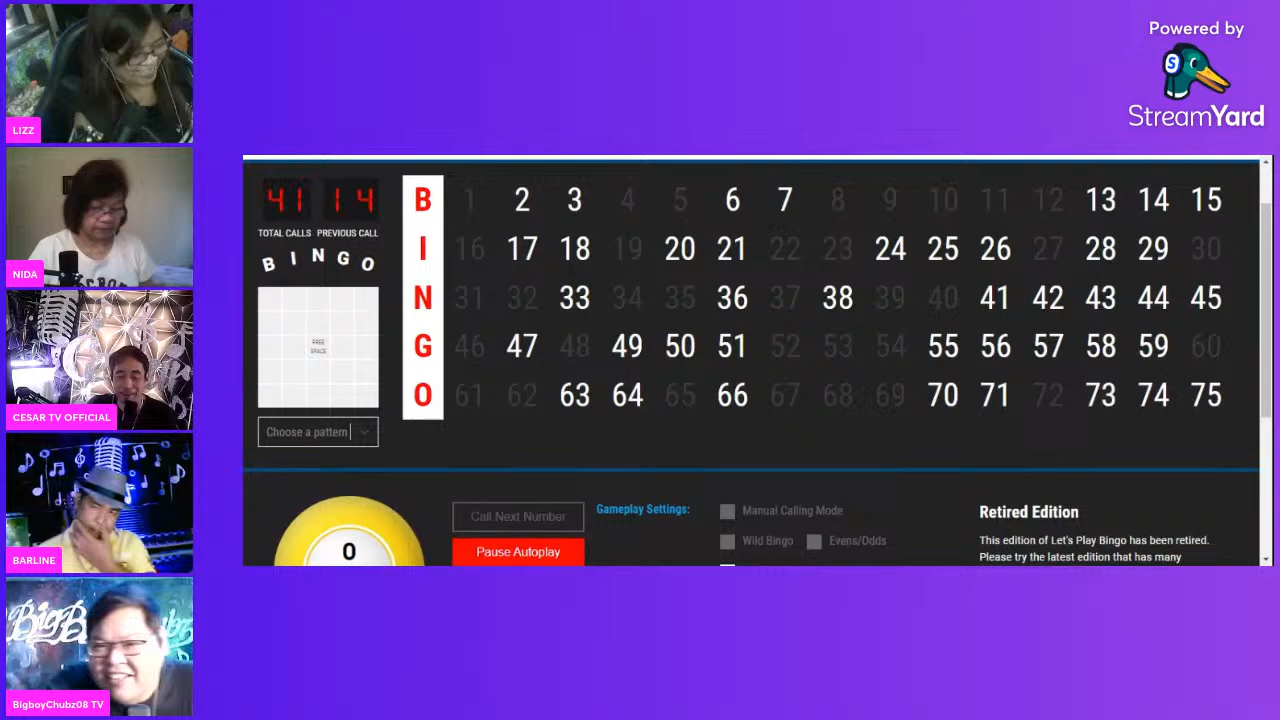 Powered by
S
StreamYard
LIZZ
NIDA
CESAR TV OFFICIAL
BARLINE
BigboyChubz08 TV
41 14
TOTAL CALLS PREVIOUS CALL
B I N G O
FREE
SPACE
Choose a pattern
B 1 2 3 4 5 6 7 8 9 10 11 12 13 14 15
I 16 17 18 19 20 21 22 23 24 25 26 27 28 29 30
N 31 32 33 34 35 36 37 38 39 40 41 42 43 44 45
G 46 47 48 49 50 51 52 53 54 55 56 57 58 59 60
O 61 62 63 64 65 66 67 68 69 70 71 72 73 74 75
0
Call Next Number
Pause Autoplay
Gameplay Settings:
Manual Calling Mode
Wild Bingo Evens/Odds
Retired Edition
This edition of Let's Play Bingo has been retired.
Please try the latest edition that has many